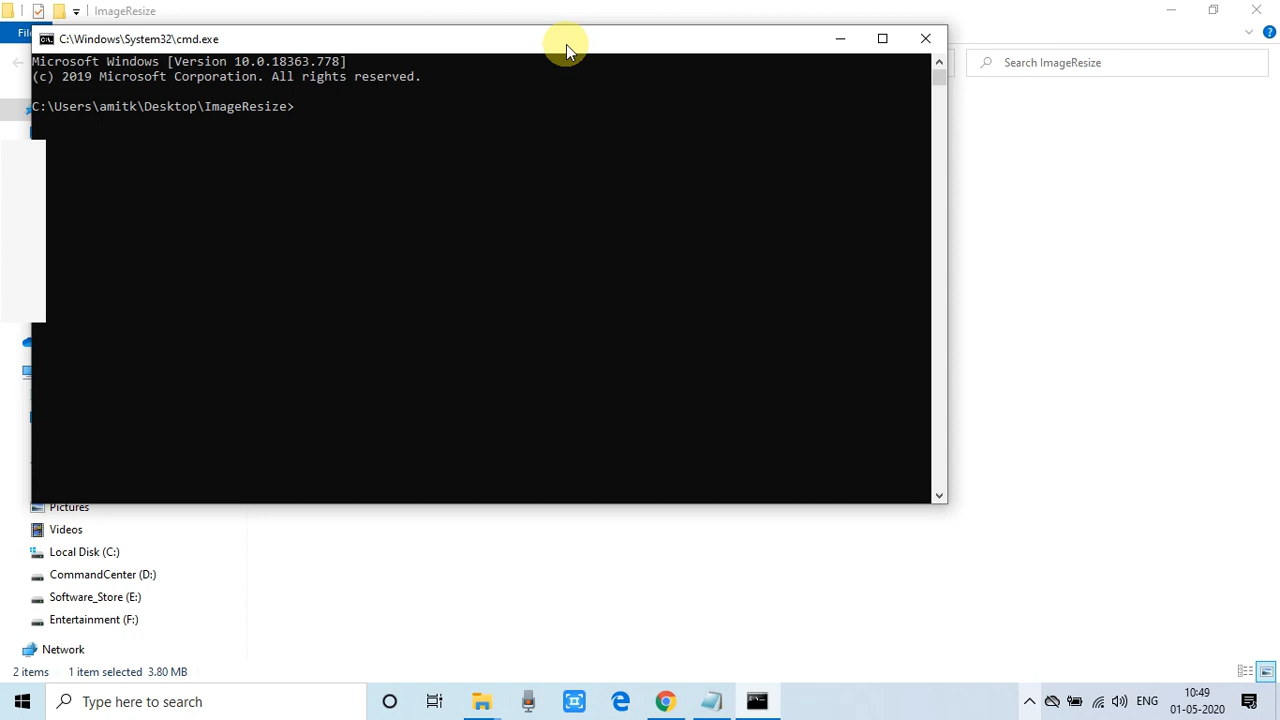 ImageResize
Fil
C:\Windows\System32\cmd.exe
Microsoft Windows [Version 10.0.18363.778]
(c) 2019 Microsoft Corporation. All rights reserved.
Search ImageResize
C:\Users\amitk\Desktop\ImageResize>
Pictures
Videos
Local Disk (C:)
CommandCenter (D:)
Software_Store (E:)
Entertainment (F:)
Network
2 items 1 item selected 3.80 MB
Type here to search
ENG
10:49
01-05-2020